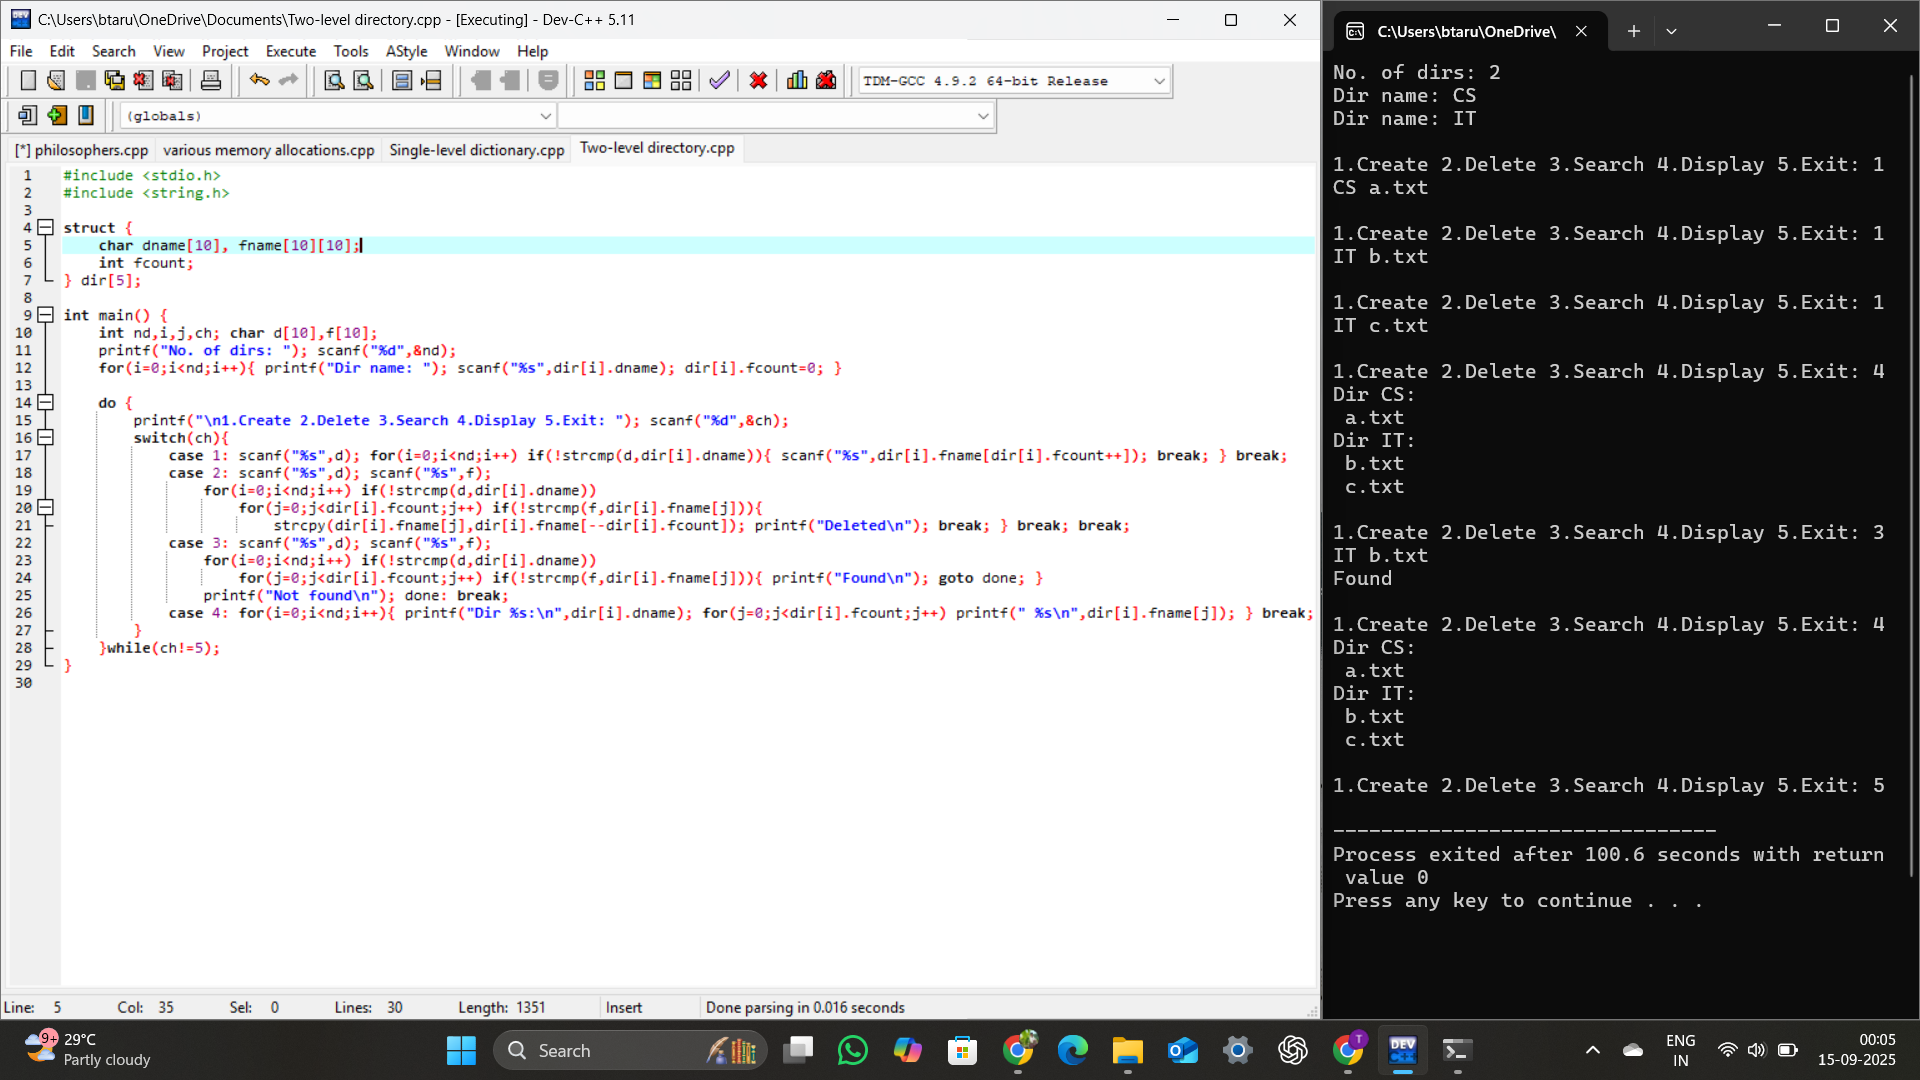 C:\Users\btaru\OneDrive\Documents\Two-level directory.cpp - [Executing] - Dev-C++ 5.11
File Edit Search View Project Execute Tools AStyle Window Help
TDM-GCC 4.9.2 64-bit Release
(globals)
[*] philosophers.cpp various memory allocations.cpp Single-level dictionary.cpp Two-level directory.cpp
1 #include <stdio.h>
2 #include <string.h>
3
4 struct {
5 char dname[10], fname[10][10];
6 int fcount;
7 } dir[5];
8
9 int main() {
10 int nd,i,j,ch; char d[10],f[10];
11 printf("No. of dirs: "); scanf("%d",&nd);
12 for(i=0;i<nd;i++){ printf("Dir name: "); scanf("%s",dir[i].dname); dir[i].fcount=0; }
13
14 do {
15 printf("\n1.Create 2.Delete 3.Search 4.Display 5.Exit: "); scanf("%d",&ch);
16 switch(ch){
17 case 1: scanf("%s",d); for(i=0;i<nd;i++) if(!strcmp(d,dir[i].dname)){ scanf("%s",dir[i].fname[dir[i].fcount++]); break; } break;
18 case 2: scanf("%s",d); scanf("%s",f);
19 for(i=0;i<nd;i++) if(!strcmp(d,dir[i].dname))
20 for(j=0;j<dir[i].fcount;j++) if(!strcmp(f,dir[i].fname[j])){
21 strcpy(dir[i].fname[j],dir[i].fname[--dir[i].fcount]); printf("Deleted\n"); break; } break; break;
22 case 3: scanf("%s",d); scanf("%s",f);
23 for(i=0;i<nd;i++) if(!strcmp(d,dir[i].dname))
24 for(j=0;j<dir[i].fcount;j++) if(!strcmp(f,dir[i].fname[j])){ printf("Found\n"); goto done; }
25 printf("Not found\n"); done: break;
26 case 4: for(i=0;i<nd;i++){ printf("Dir %s:\n",dir[i].dname); for(j=0;j<dir[i].fcount;j++) printf(" %s\n",dir[i].fname[j]); } break;
27 }
28 }while(ch!=5);
29 }
30
Line: 5 Col: 35 Sel: 0 Lines: 30 Length: 1351 Insert Done parsing in 0.016 seconds
C:\Users\btaru\OneDrive\
No. of dirs: 2
Dir name: CS
Dir name: IT
1.Create 2.Delete 3.Search 4.Display 5.Exit: 1
CS a.txt
1.Create 2.Delete 3.Search 4.Display 5.Exit: 1
IT b.txt
1.Create 2.Delete 3.Search 4.Display 5.Exit: 1
IT c.txt
1.Create 2.Delete 3.Search 4.Display 5.Exit: 4
Dir CS:
a.txt
Dir IT:
b.txt
c.txt
1.Create 2.Delete 3.Search 4.Display 5.Exit: 3
IT b.txt
Found
1.Create 2.Delete 3.Search 4.Display 5.Exit: 4
Dir CS:
a.txt
Dir IT:
b.txt
c.txt
1.Create 2.Delete 3.Search 4.Display 5.Exit: 5
--------------------------------
Process exited after 100.6 seconds with return
value 0
Press any key to continue . . .
9+ 29°C
Partly cloudy
Search
DEV C++
T
ENG
IN
00:05
15-09-2025